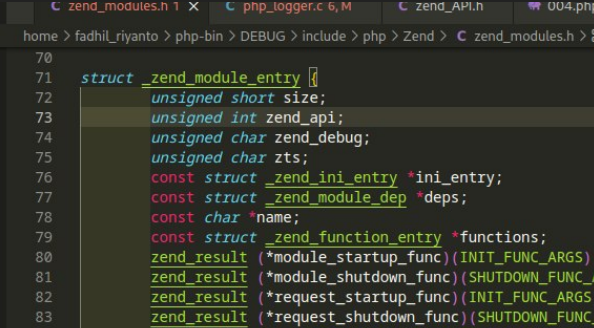 C zend_modules.h 1 X C php_logger.c 6, M C zend_API.h 004.php
home > fadhil_riyanto > php-bin > DEBUG > include > php > Zend > C zend_modules.h >
70
71 struct _zend_module_entry {
72 unsigned short size;
73 unsigned int zend_api;
74 unsigned char zend_debug;
75 unsigned char zts;
76 const struct _zend_ini_entry *ini_entry;
77 const struct _zend_module_dep *deps;
78 const char *name;
79 const struct _zend_function_entry *functions;
80 zend_result (*module_startup_func)(INIT_FUNC_ARGS)
81 zend_result (*module_shutdown_func)(SHUTDOWN_FUNC_
82 zend_result (*request_startup_func)(INIT_FUNC_ARGS
83 zend_result (*request_shutdown_func)(SHUTDOWN_FUNC